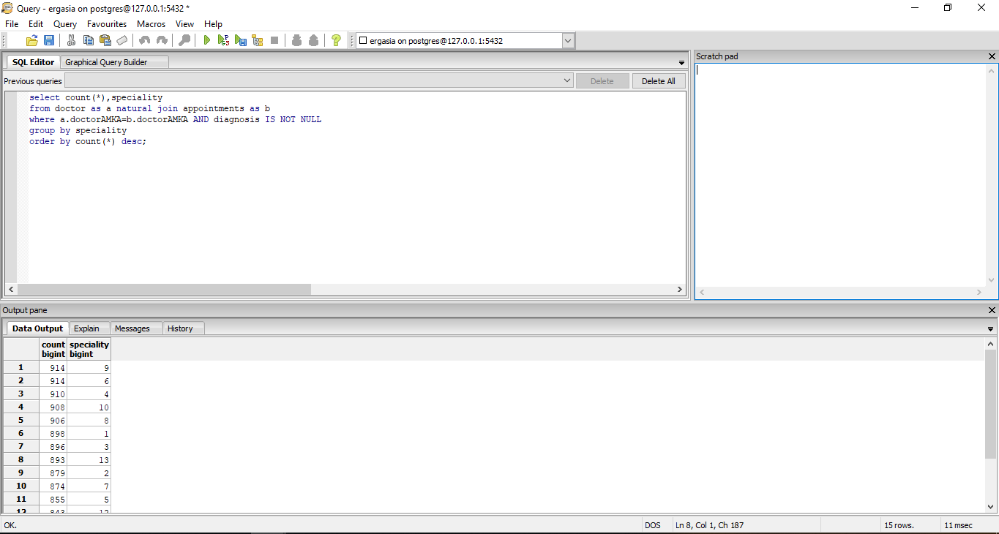 Query - ergasia on postgres@127.0.0.1:5432 *
File Edit Query Favourites Macros View Help
ergasia on postgres@127.0.0.1:5432
SQL Editor Graphical Query Builder
Previous queries Delete Delete All
select count(*),speciality
from doctor as a natural join appointments as b
where a.doctorAMKA=b.doctorAMKA AND diagnosis IS NOT NULL
group by speciality
order by count(*) desc;
Scratch pad
Output pane
Data Output Explain Messages History
count speciality
bigint bigint
1 914 9
2 914 6
3 910 4
4 908 10
5 906 8
6 898 1
7 896 3
8 893 13
9 879 2
10 874 7
11 855 5
12 843 12
OK. DOS Ln 8, Col 1, Ch 187 15 rows. 11 msec